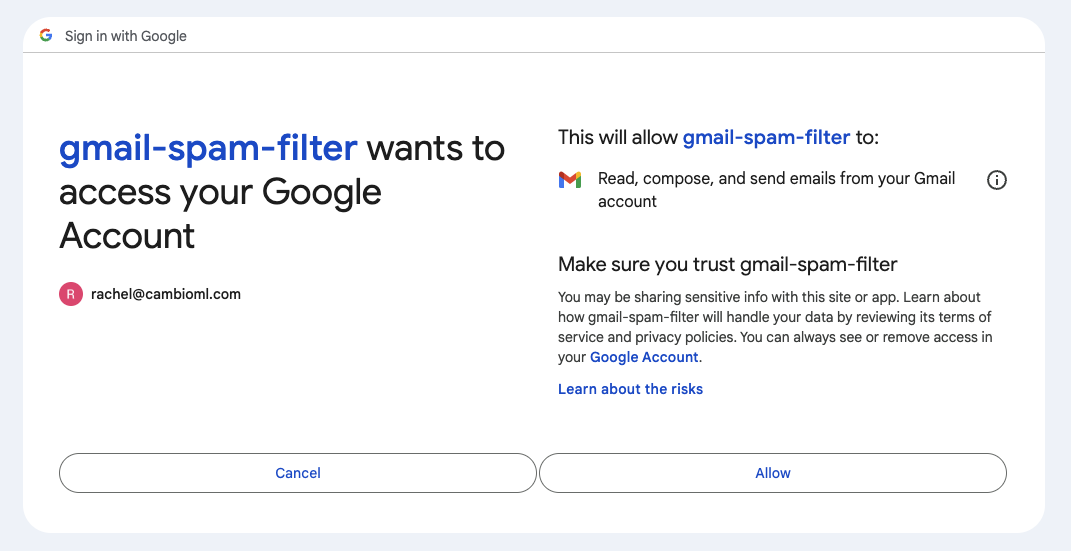 Sign in with Google
gmail-spam-filter wants to
access your Google
Account
R
rachel@cambioml.com
This will allow gmail-spam-filter to:
Read, compose, and send emails from your Gmail
account
Make sure you trust gmail-spam-filter
You may be sharing sensitive info with this site or app. Learn about
how gmail-spam-filter will handle your data by reviewing its terms of
service and privacy policies. You can always see or remove access in
your Google Account.
Learn about the risks
Cancel
Allow